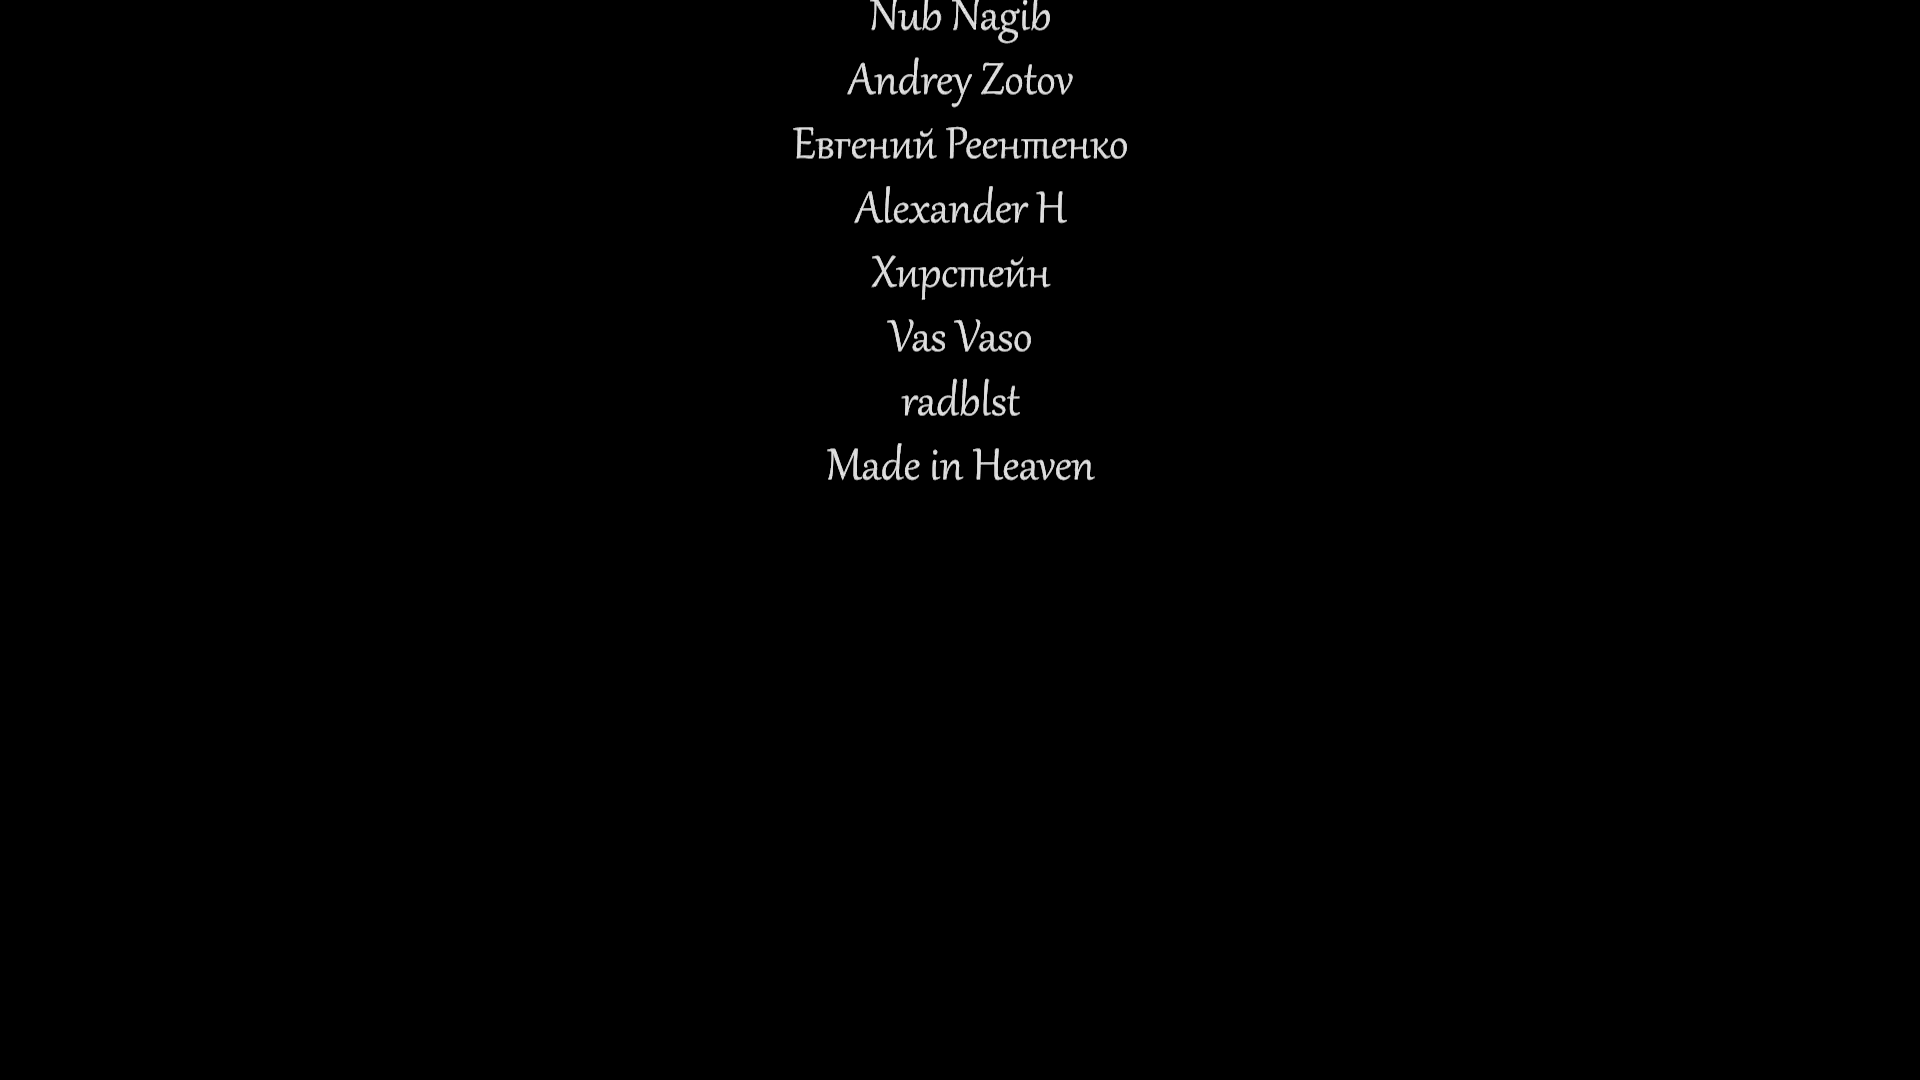 Nub Nagib
Andrey Zotov
Евгений Реентенко
Alexander H
Хирстейн
Vas Vaso
radblst
Made in Heaven